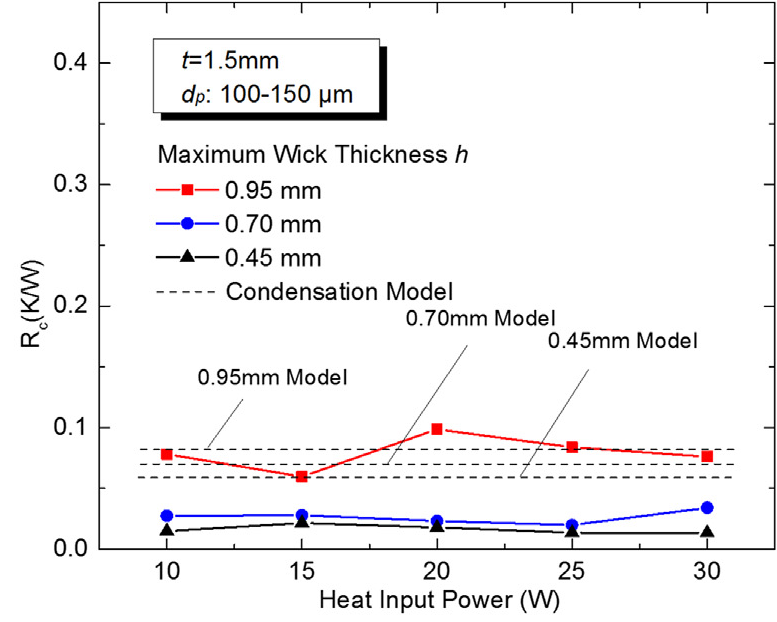 t=1.5mm
dp: 100-150 µm
Maximum Wick Thickness h
0.95 mm
0.70 mm
0.45 mm
Condensation Model
0.70mm Model
0.45mm Model
0.95mm Model
Rc(K/W)
0.4
0.3
0.2
0.1
0.0
10 15 20 25 30
Heat Input Power (W)